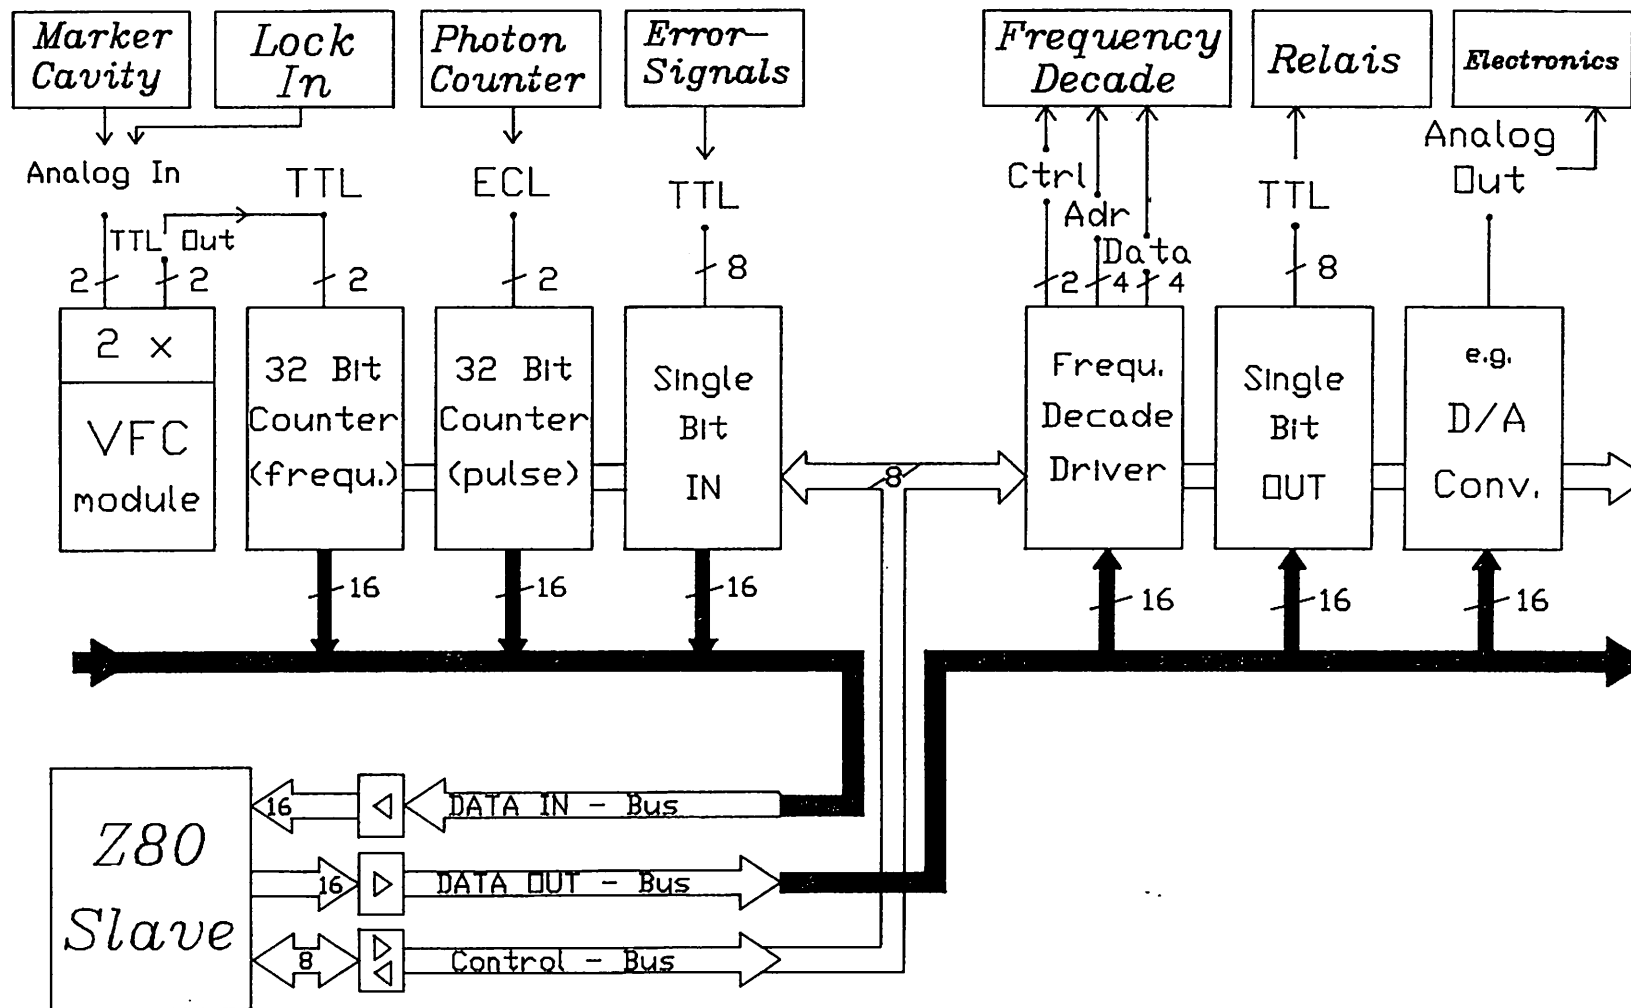 Marker
Cavity
Lock
In
Photon
Counter
Error-
Signals
Frequency
Decade
Relais
Electronics
Analog In
TTL
ECL
TTL
Ctrl
Adr
Data
TTL
Analog
Out
TTL Out
2
2
2
2
8
2
4
4
8
2 x
VFC
module
32 Bit
Counter
(frequ.)
32 Bit
Counter
(pulse)
Single
Bit
IN
8
Frequ.
Decade
Driver
Single
Bit
OUT
e.g.
D/A
Conv.
16
16
16
16
16
16
Z80
Slave
16
DATA IN - Bus
16
DATA OUT - Bus
8
Control - Bus